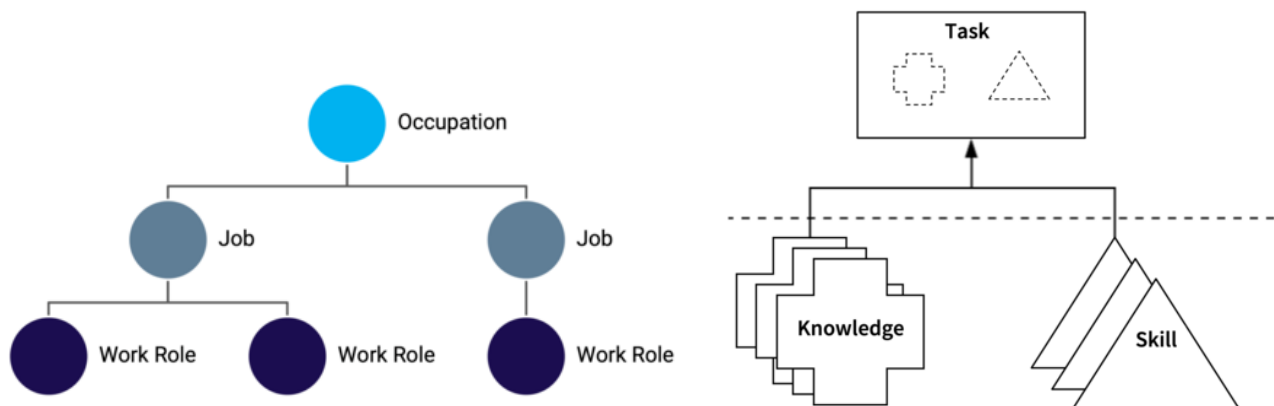 Occupation
Job
Job
Work Role
Work Role
Work Role
Task
Knowledge
Skill